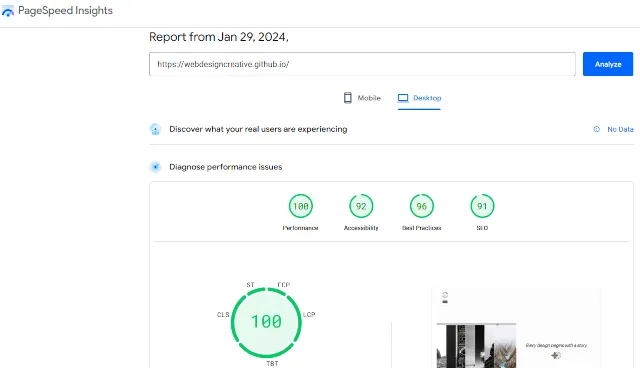 PageSpeed Insights
Report from Jan 29, 2024,
https://webdesigncreative.github.io/
Analyze
Mobile
Desktop
Discover what your real users are experiencing
No Data
Diagnose performance issues
100
92
96
91
Performance
Accessibility
Best Practices
SEO
SI
FCP
CLS
LCP
100
TBT
Every design begins with a story